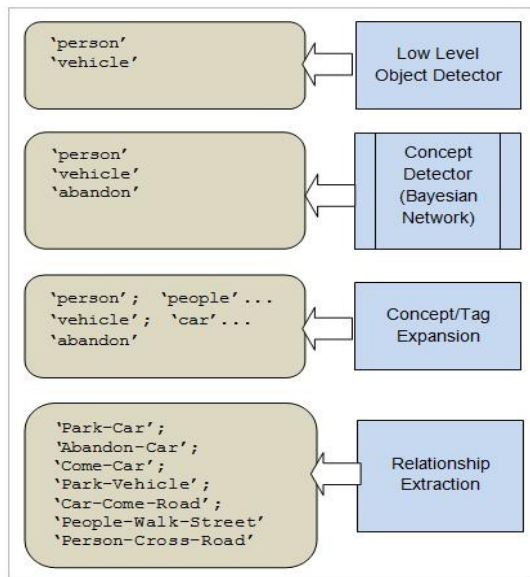 ‘person’
‘vehicle’
Low Level
Object Detector
‘person’
‘vehicle’
‘abandon’
Concept
Detector
(Bayesian
Network)
‘person’; ‘people’...
‘vehicle’; ‘car’...
‘abandon’
Concept/Tag
Expansion
‘Park-Car’;
‘Abandon-Car’;
‘Come-Car’;
‘Park-Vehicle’;
‘Car-Come-Road’;
‘People-Walk-Street’
‘Person-Cross-Road’
Relationship
Extraction